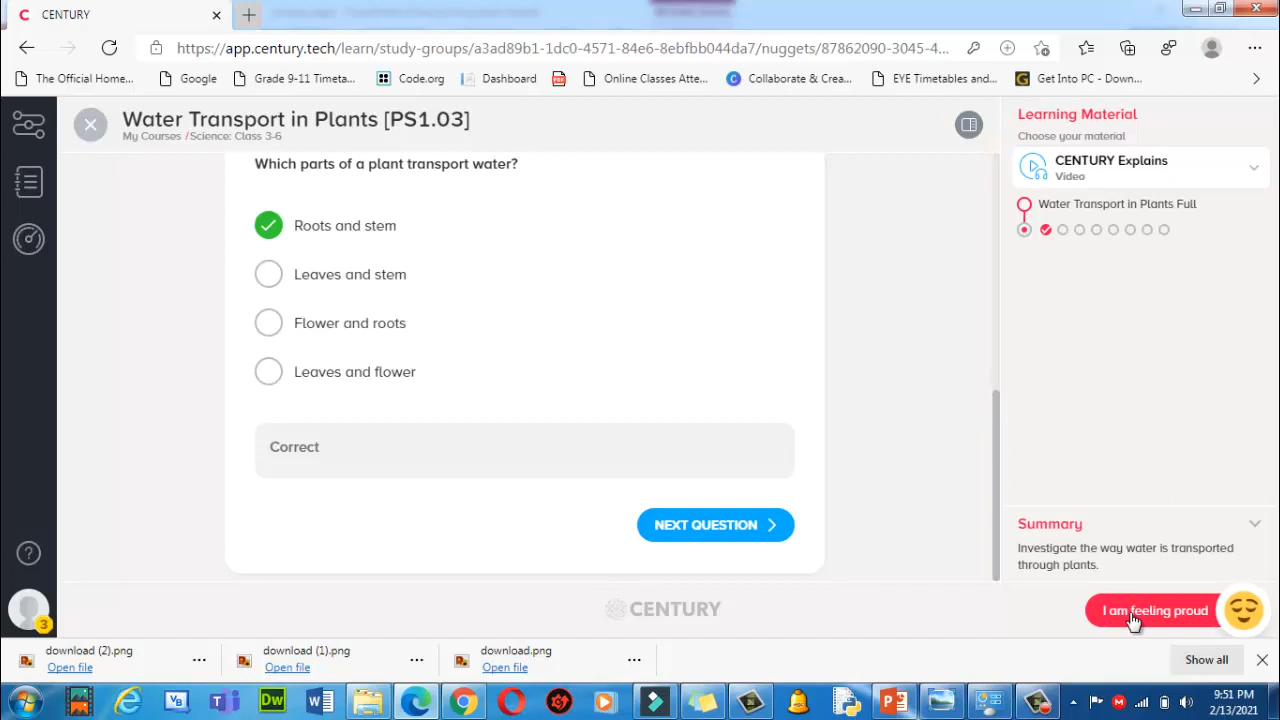 CENTURY
https://app.century.tech/learn/study-groups/a3ad89b1-1dc0-4571-84e6-8ebfbb044da7/nuggets/87862090-3045-4...
The Official Home...
Google
Grade 9-11 Timeta...
Code.org
Dashboard
Online Classes Atte...
Collaborate & Crea...
EYE Timetables and...
Get Into PC - Down...
Water Transport in Plants [PS1.03]
My Courses / Science: Class 3-6
Which parts of a plant transport water?
Roots and stem
Leaves and stem
Flower and roots
Leaves and flower
Correct
NEXT QUESTION
Learning Material
Choose your material
CENTURY Explains
Video
Water Transport in Plants Full
Summary
Investigate the way water is transported
through plants.
CENTURY
I am feeling proud
3
download (2).png
Open file
download (1).png
Open file
download.png
Open file
Show all
9:51 PM
2/13/2021